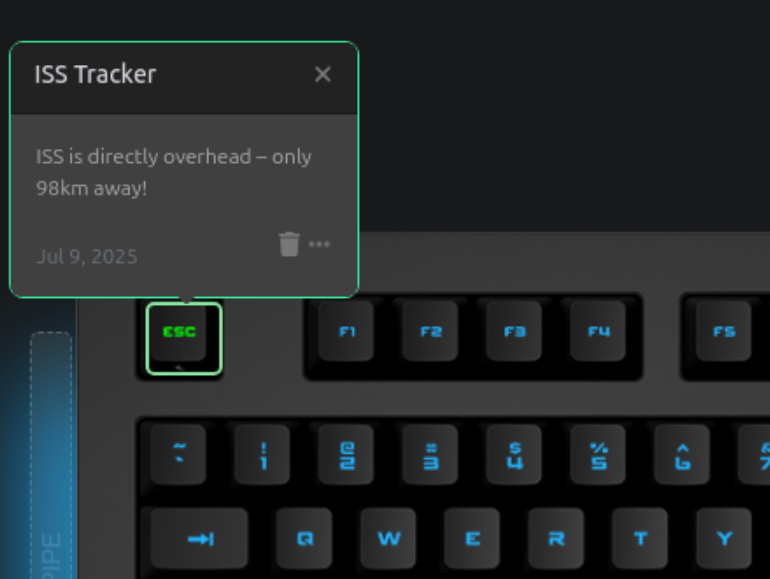 ISS Tracker
ISS is directly overhead – only
98km away!
Jul 9, 2025
ESC F1 F2 F3 F4 F5
~ ! @ # $ % ^ &
` 1 2 3 4 5 6 7
Q W E R T Y
PIPE